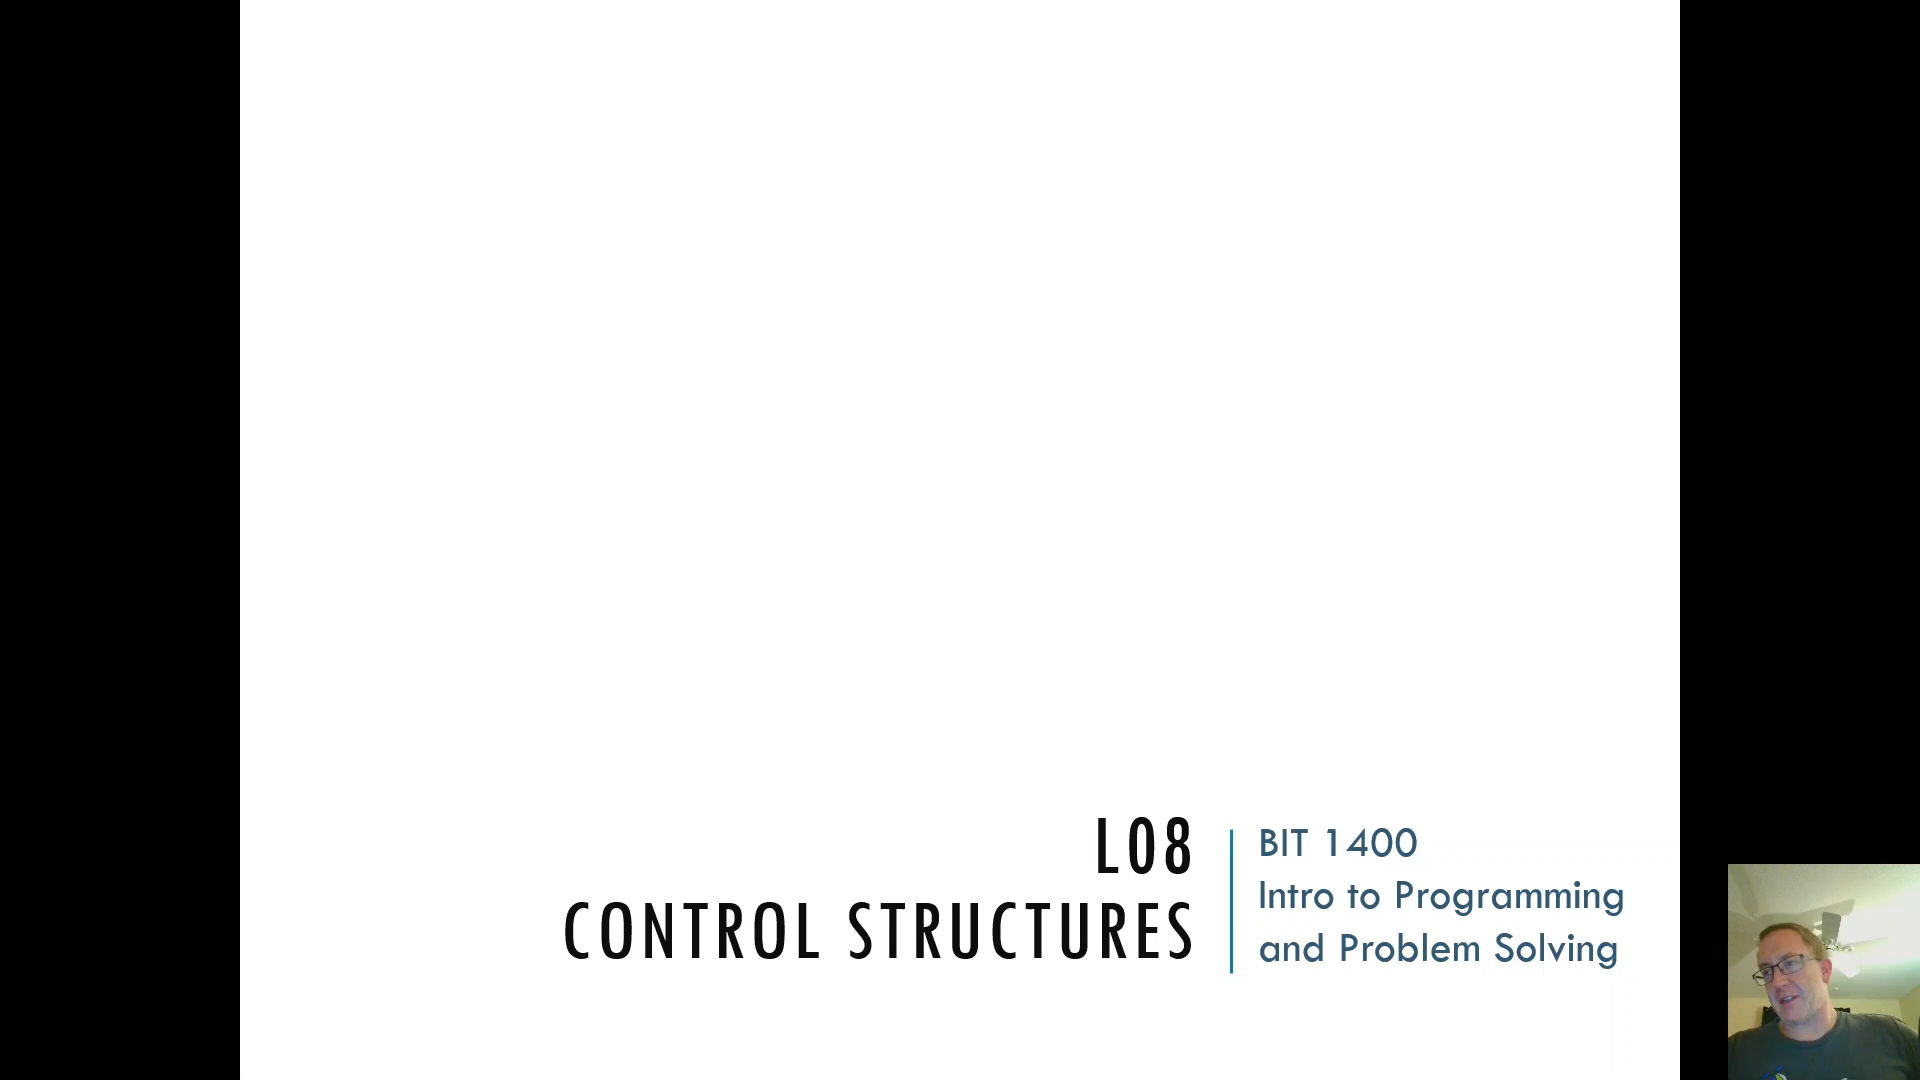 L08
CONTROL STRUCTURES
BIT 1400
Intro to Programming
and Problem Solving